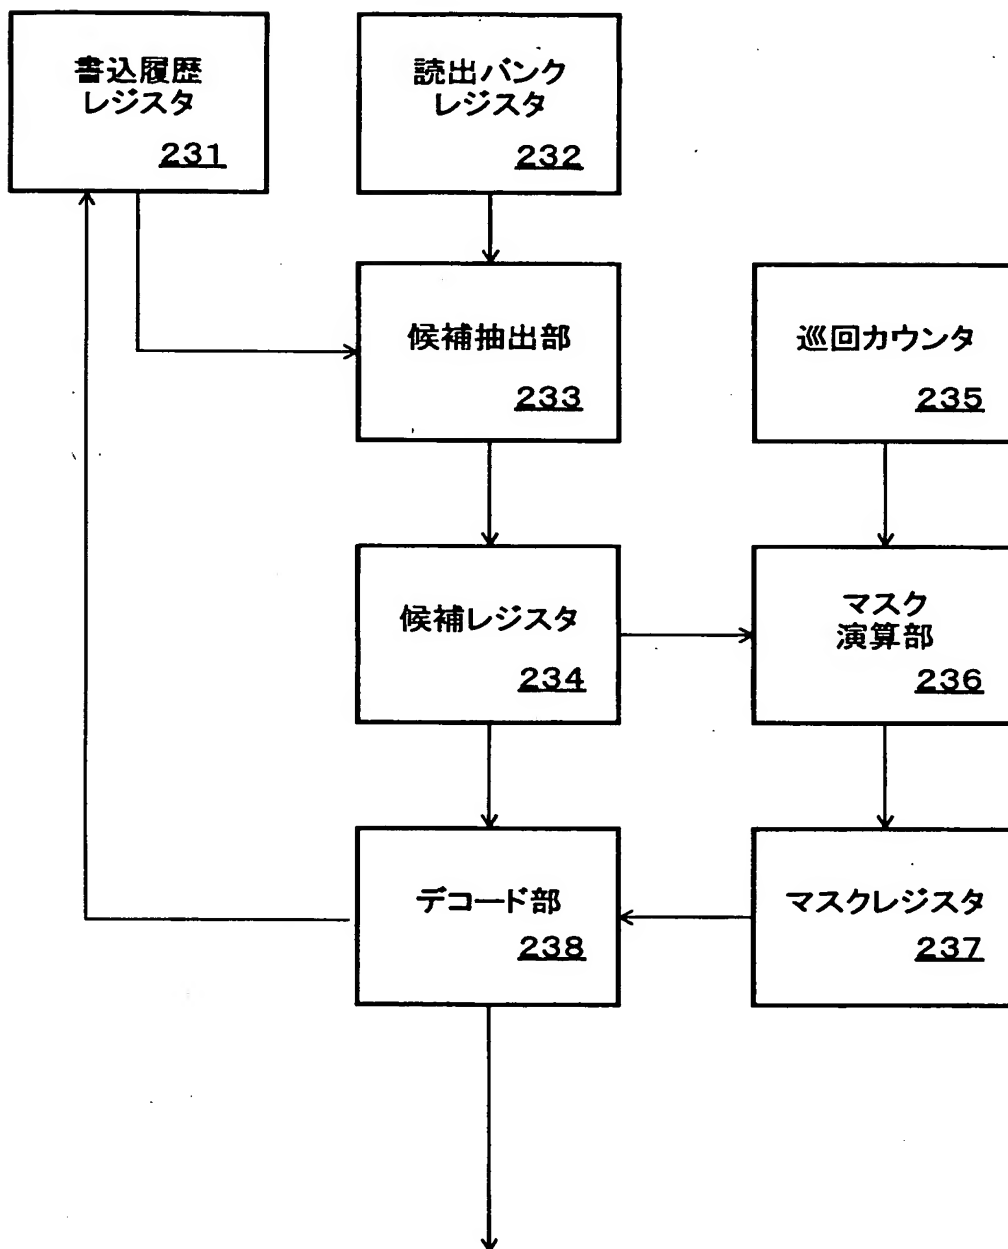 書込履歴
レジスタ
231
読出バンク
レジスタ
232
候補抽出部
233
巡回カウンタ
235
候補レジスタ
234
マスク
演算部
236
デコード部
238
マスクレジスタ
237